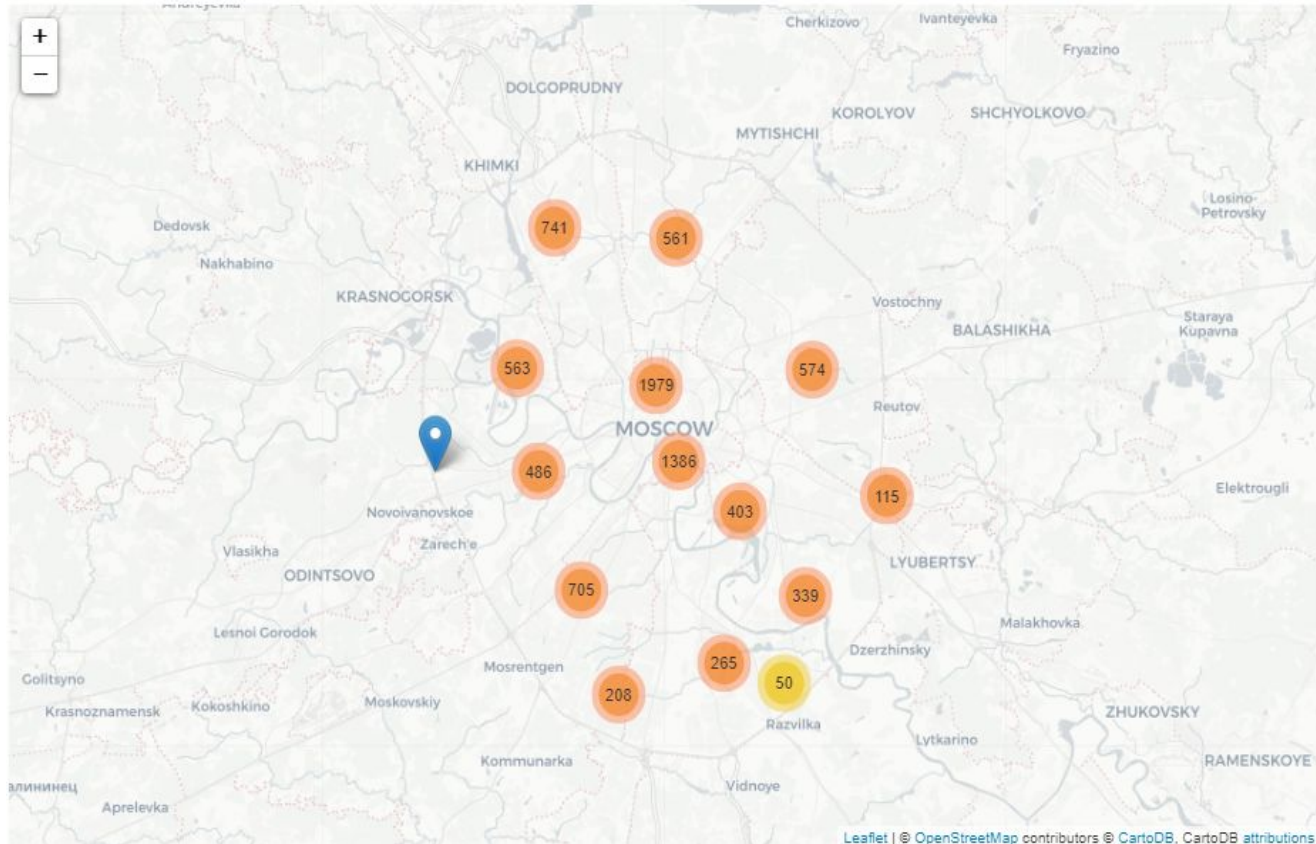 Andreyevka
Cherkizovo
Ivanteyevka
+
−
Fryazino
DOLGOPRUDNY
KOROLYOV
SHCHYOLKOVO
MYTISHCHI
KHIMKI
Losino-
Petrovsky
Dedovsk
741
561
Nakhabino
KRASNOGORSK
Vostochny
Staraya
Kupavna
BALASHIKHA
563
1979
574
Reutov
MOSCOW
486
1386
Elektrougli
115
Novoivanovskoe
403
Zarech'e
Vlasikha
LYUBERTSY
ODINTSOVO
705
339
Malakhovka
Lesnoi Gorodok
Dzerzhinsky
Mosrentgen
265
Golitsyno
50
208
Moskovskiy
Kokoshkino
Krasnoznamensk
ZHUKOVSKY
Razvilka
Lytkarino
Kommunarka
RAMENSKOYE
Vidnoye
алининец
Aprelevka
Leaflet | © OpenStreetMap contributors © CartoDB, CartoDB attributions